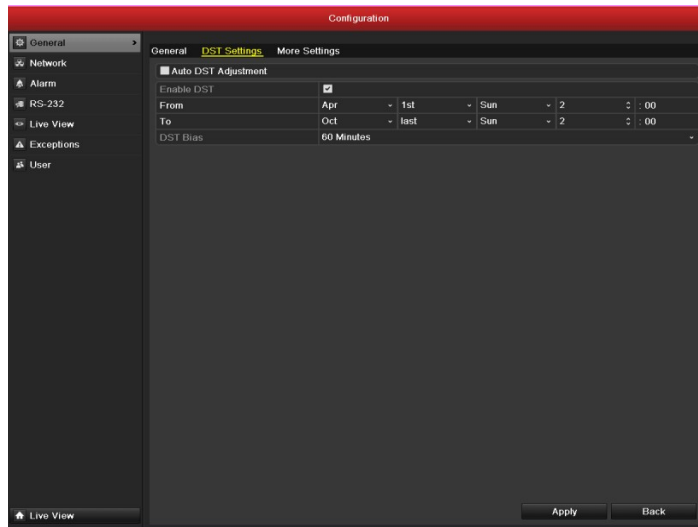 Configuration
General
Network
Alarm
RS-232
Live View
Exceptions
User
General DST Settings More Settings
Auto DST Adjustment
Enable DST
From Apr 1st Sun 2 : 00
To Oct last Sun 2 : 00
DST Bias 60 Minutes
Live View
Apply Back